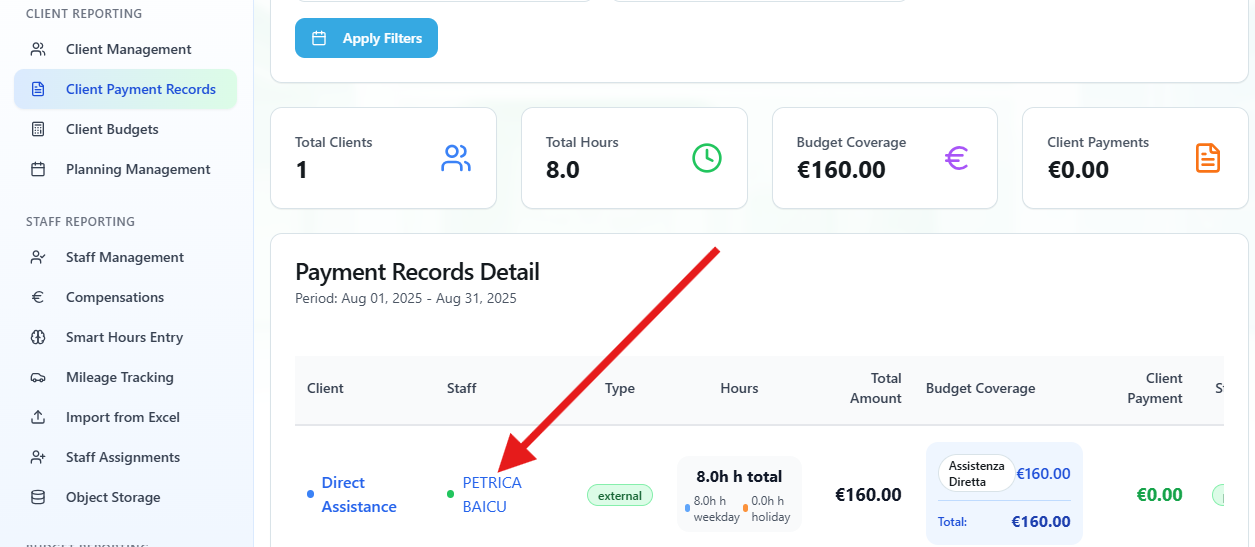 CLIENT REPORTING
Client Management
Client Payment Records
Client Budgets
Planning Management
STAFF REPORTING
Staff Management
Compensations
Smart Hours Entry
Mileage Tracking
Import from Excel
Staff Assignments
Object Storage
Apply Filters
Total Clients
1
Total Hours
8.0
Budget Coverage
€160.00
Client Payments
€0.00
Payment Records Detail
Period: Aug 01, 2025 - Aug 31, 2025
Client
Staff
Type
Hours
Total
Amount
Budget Coverage
Client
Payment
Direct
Assistance
PETRICA
BAICU
external
8.0h h total
8.0h h
weekday
0.0h h
holiday
€160.00
Assistenza
Diretta
€160.00
Total:
€160.00
€0.00